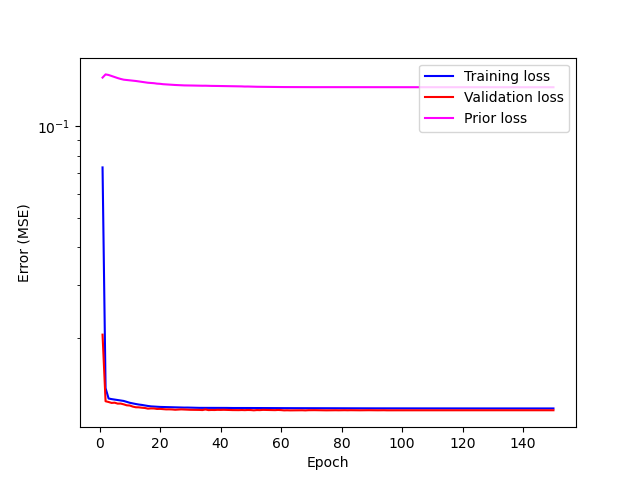 Training loss
Validation loss
Prior loss
10⁻¹
Error (MSE)
0 20 40 60 80 100 120 140
Epoch